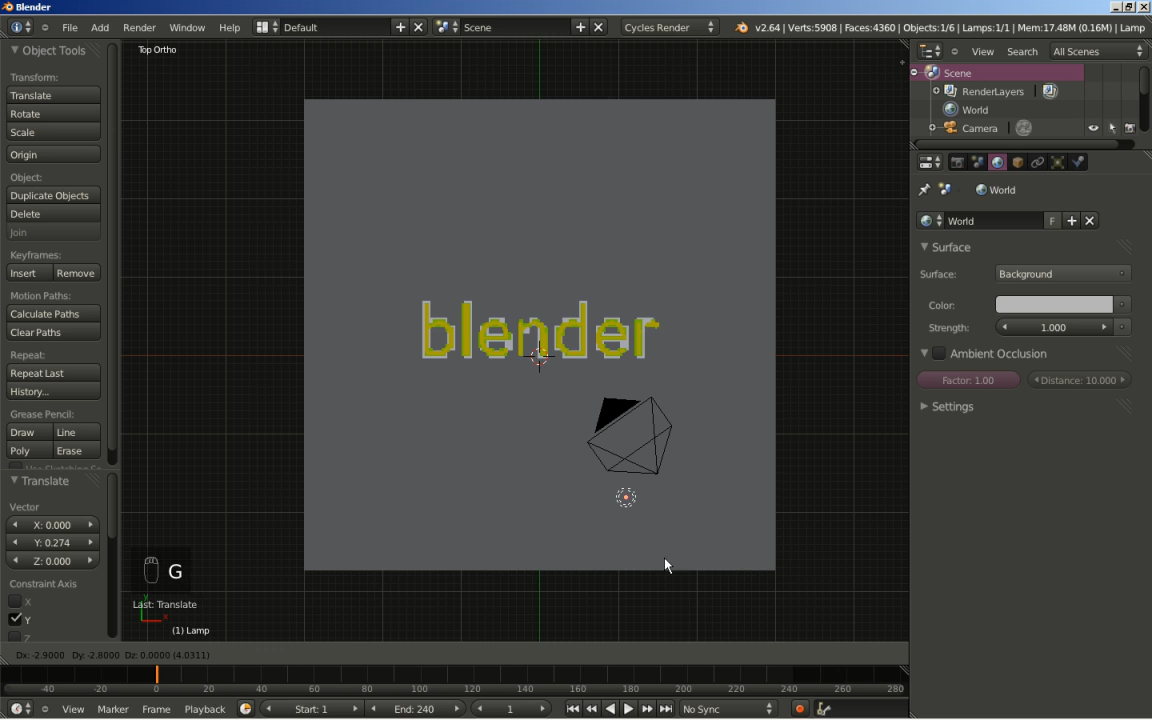 Blender
File Add Render Window Help Default Scene Cycles Render v2.64 | Verts:5908 | Faces:4360 | Objects:1/6 | Lamps:1/1 | Mem:17.48M (0.16M) | Lamp
Object Tools
Transform:
Translate
Rotate
Scale
Origin
Object:
Duplicate Objects
Delete
Join
Keyframes:
Insert Remove
Motion Paths:
Calculate Paths
Clear Paths
Repeat:
Repeat Last
History...
Grease Pencil:
Draw Line
Poly Erase
Translate
Vector
X: 0.000
Y: 0.274
Z: 0.000
Constraint Axis
X
Y
Z
Top Ortho
blender
G
Last: Translate
y
x
(1) Lamp
Dx: -2.9000 Dy: -2.8000 Dz: 0.0000 (4.0311)
View Search All Scenes
Scene
RenderLayers
World
Camera
World
World F
Surface
Surface: Background
Color:
Strength: 1.000
Ambient Occlusion
Factor: 1.00 Distance: 10.000
Settings
-40 -20 0 20 40 60 80 100 120 140 160 180 200 220 240 260 280
View Marker Frame Playback Start: 1 End: 240 1 No Sync